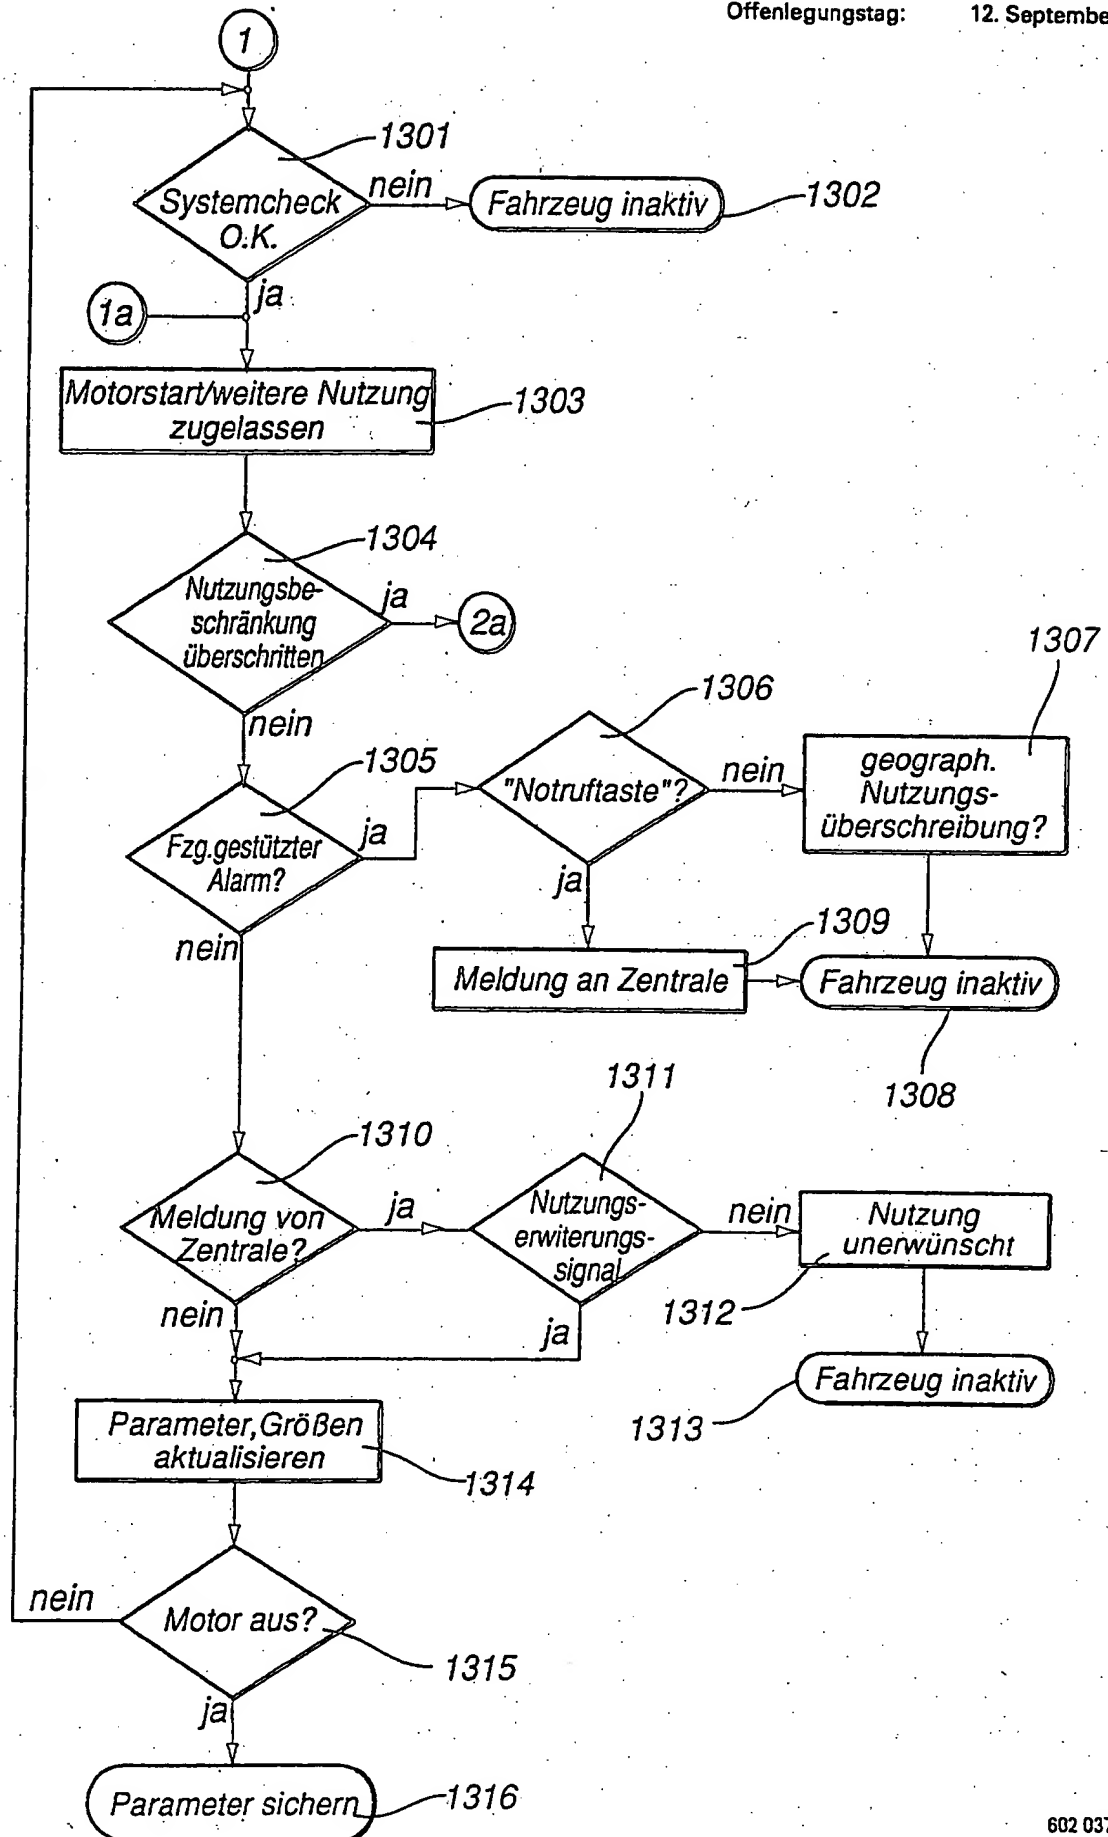 Offenlegungstag: 12. Septembe
1
1301
Systemcheck
O.K.
nein
Fahrzeug inaktiv
1302
ja
1a
Motorstart/weitere Nutzung
zugelassen
1303
1304
Nutzungsbe-
schränkung
überschritten
ja
2a
nein
1305
Fzg.gestützter
Alarm?
ja
1306
"Notruftaste"?
nein
1307
geograph.
Nutzungs-
überschreibung?
ja
nein
1309
Meldung an Zentrale
Fahrzeug inaktiv
1308
1310
Meldung von
Zentrale?
ja
1311
Nutzungs-
erwiterungs-
signal
nein
Nutzung
unerwünscht
1312
nein
ja
Fahrzeug inaktiv
1313
Parameter,Größen
aktualisieren
1314
nein
Motor aus?
1315
ja
Parameter sichern
1316
602 037